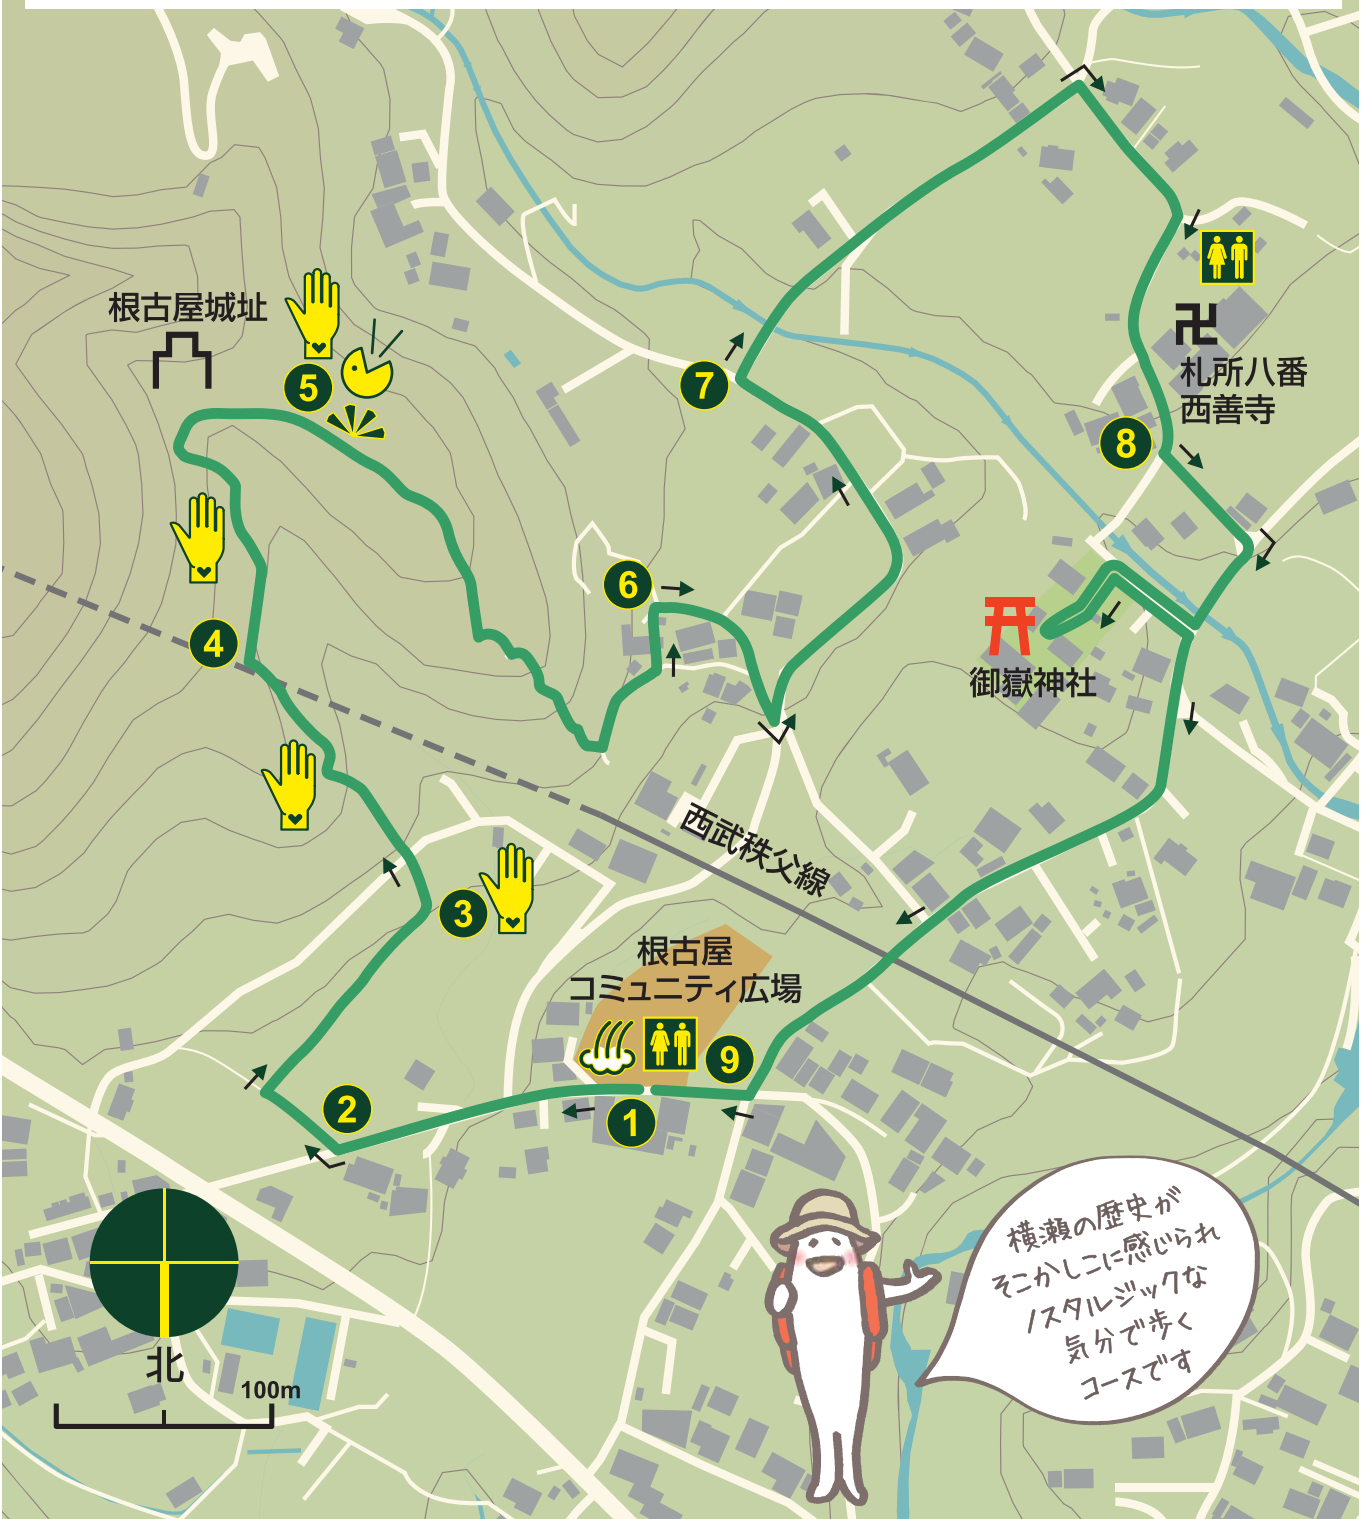 根古屋城址
5
7
札所八番
西善寺
8
6
4
御嶽神社
西武秩父線
3
根古屋
コミュニティ広場
9
2
1
横瀬の歴史が
そこかしこに感じられ
ノスタルジックな
気分で歩く
コースです
北
100m